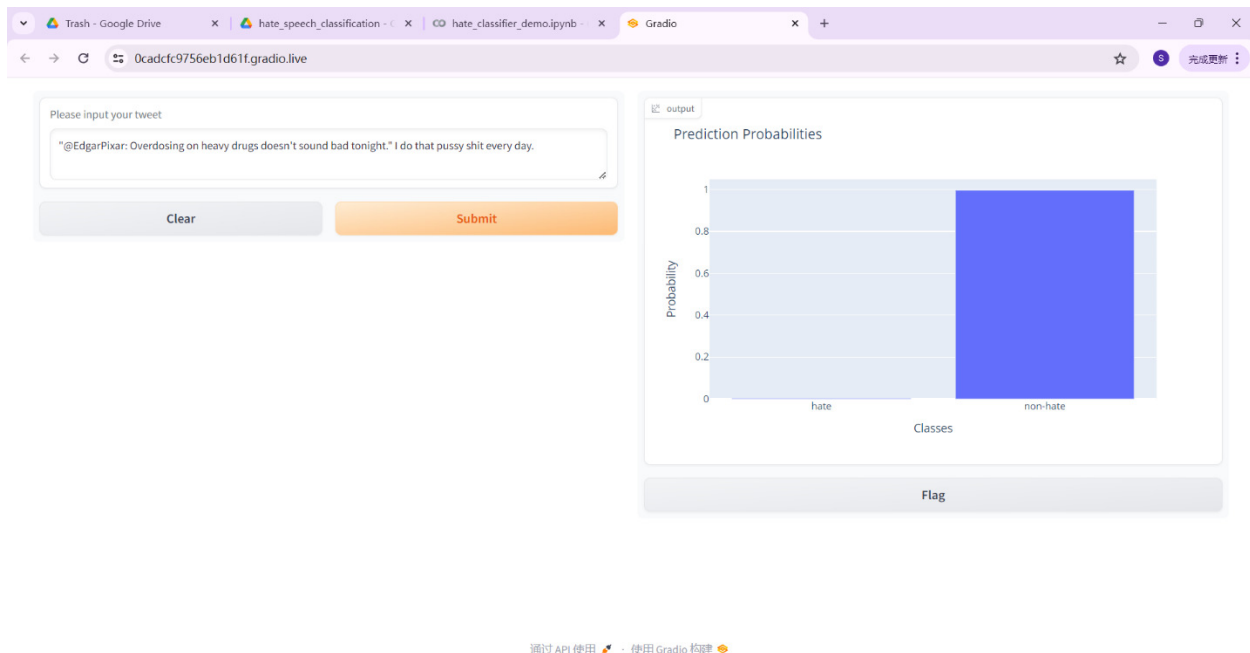 Trash - Google Drive
hate_speech_classification - C
hate_classifier_demo.ipynb -
Gradio
0cadcfc9756eb1d61f.gradio.live
S
完成更新
Please input your tweet
"@EdgarPixar: Overdosing on heavy drugs doesn't sound bad tonight." I do that pussy shit every day.
Clear
Submit
output
Prediction Probabilities
1
0.8
0.6
0.4
0.2
0
Probability
hate
non-hate
Classes
Flag
通过 API 使用 · 使用 Gradio 构建